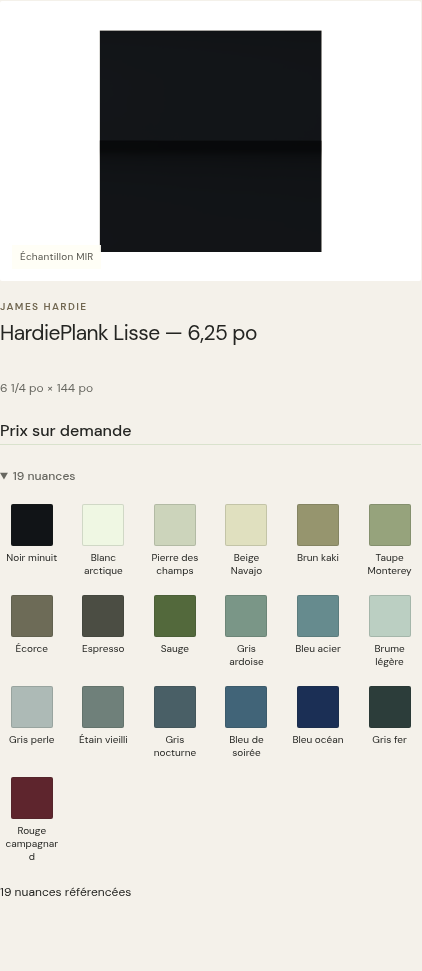 Échantillon MIR
JAMES HARDIE
HardiePlank Lisse — 6,25 po
6 1/4 po × 144 po
Prix sur demande
▼ 19 nuances
Noir minuit
Blanc
arctique
Pierre des
champs
Beige
Navajo
Brun kaki
Taupe
Monterey
Écorce
Espresso
Sauge
Gris
ardoise
Bleu acier
Brume
légère
Gris perle
Étain vieilli
Gris
nocturne
Bleu de
soirée
Bleu océan
Gris fer
Rouge
campagnar
d
19 nuances référencées